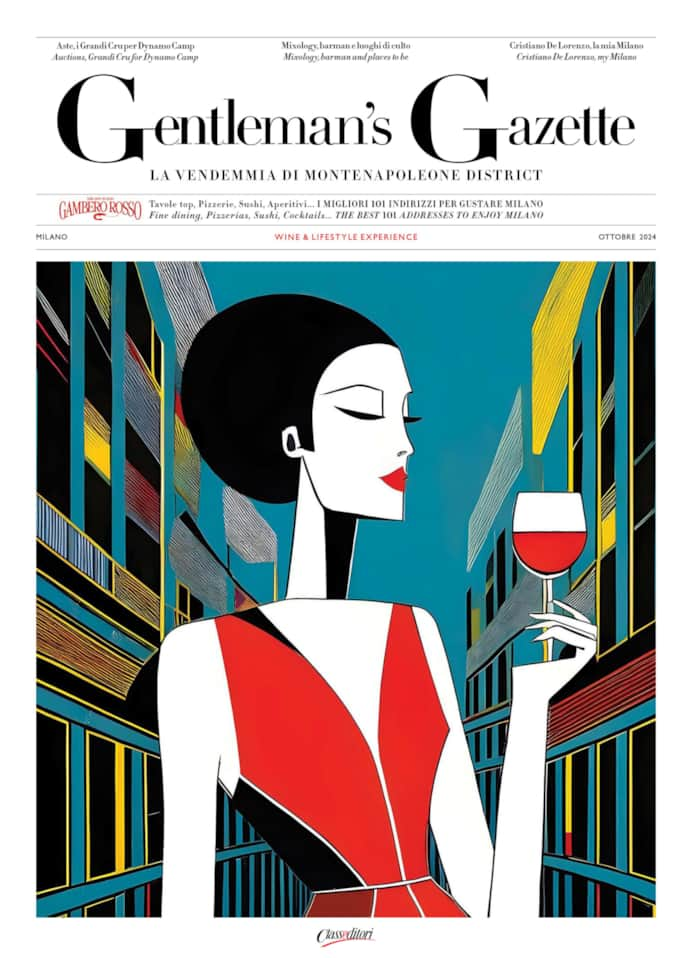 Aste, i Grandi Cru per Dynamo Camp
Auctions, Grandi Cru for Dynamo Camp
Mixology, barman e luoghi di culto
Mixology, barman and places to be
Cristiano De Lorenzo, la mia Milano
Cristiano De Lorenzo, my Milano
Gentleman's Gazette
LA VENDEMMIA DI MONTENAPOLEONE DISTRICT
GAMBERO ROSSO
Tavole top, Pizzerie, Sushi, Aperitivi... I MIGLIORI 101 INDIRIZZI PER GUSTARE MILANO
Fine dining, Pizzerias, Sushi, Cocktails... THE BEST 101 ADDRESSES TO ENJOY MILANO
MILANO
WINE & LIFESTYLE EXPERIENCE
OTTOBRE 2024
Classeditori